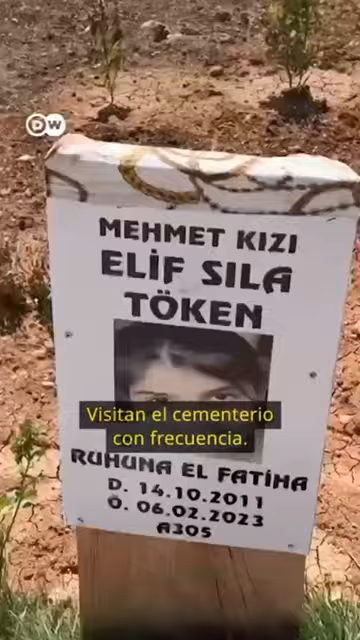 DW
MEHMET KIZI
ELİF SILA
TÖKEN
Visitan el cementerio
con frecuencia.
RUHUNA EL FATİHA
D. 14.10.2011
Ö. 06.02.2023
A305